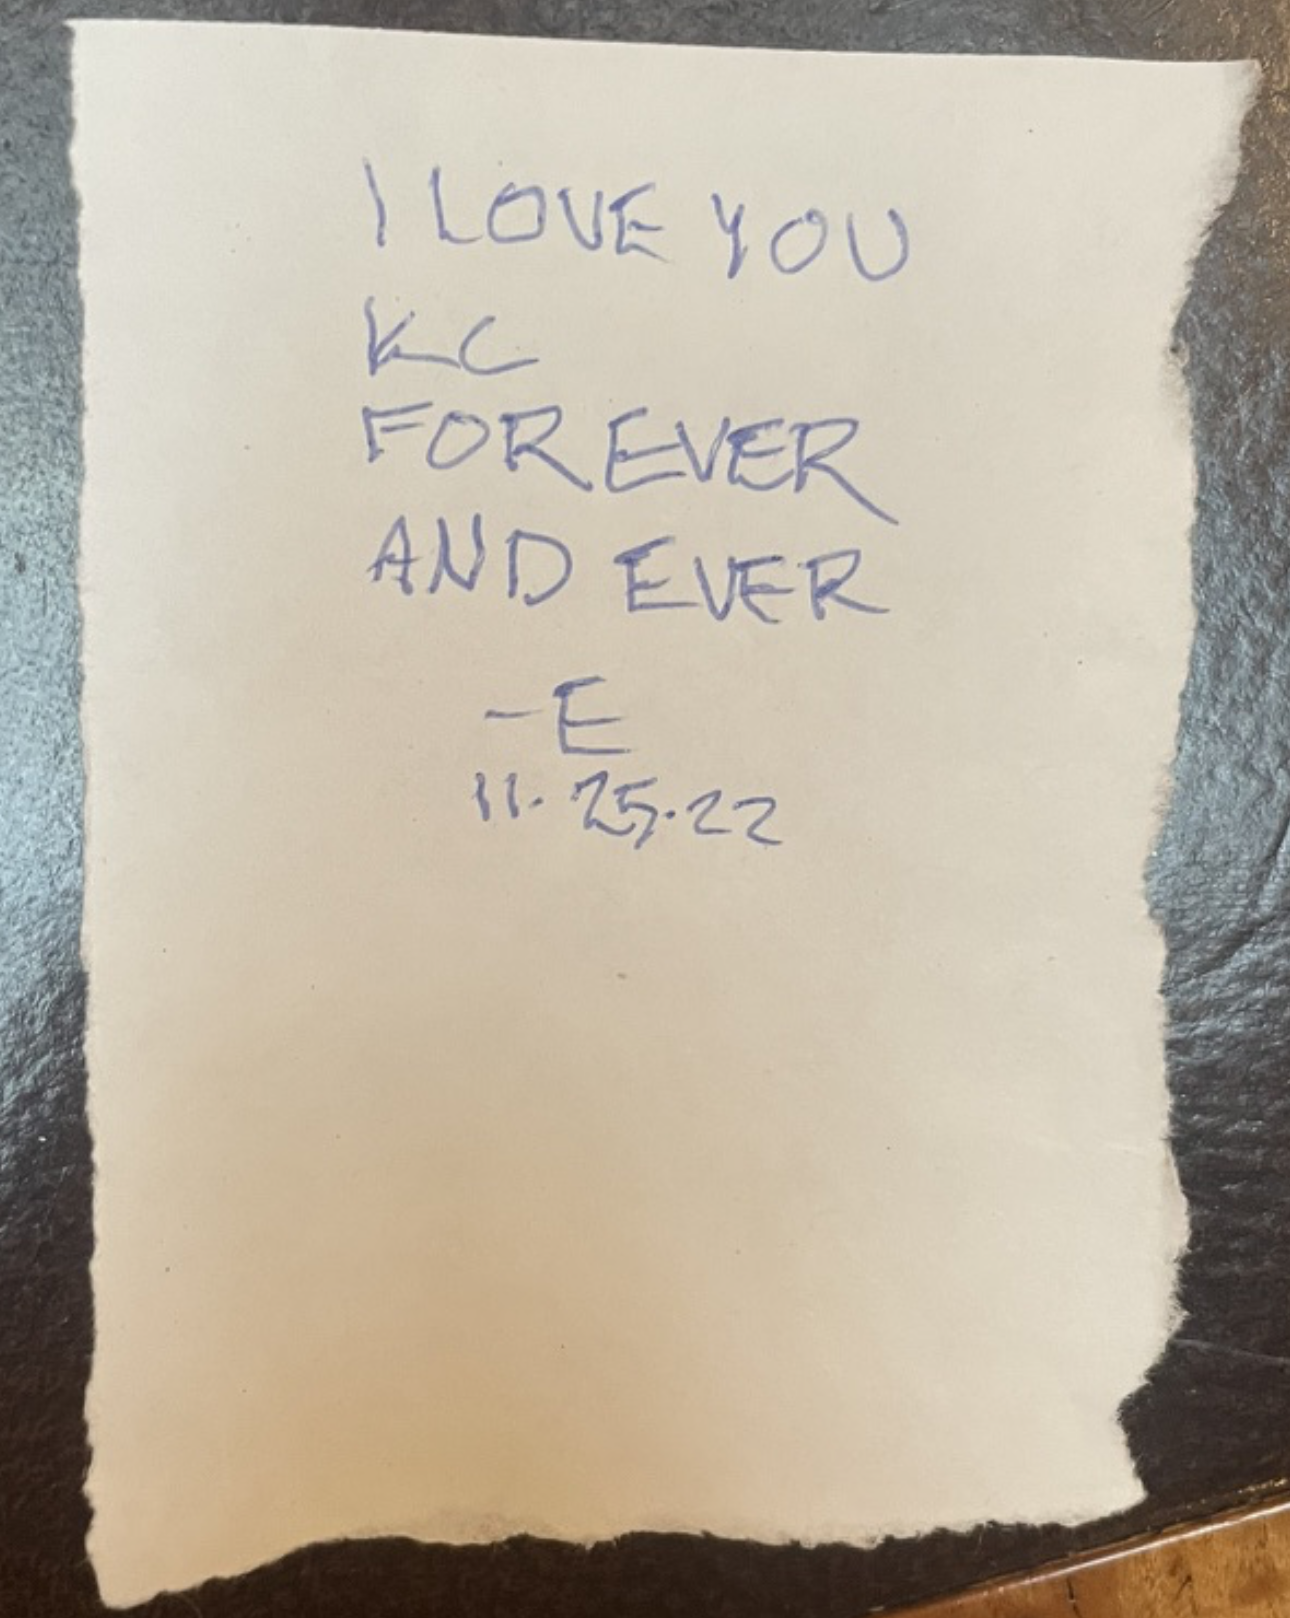 I LOVE YOU
KC
FOREVER
AND EVER
-E
11.25.22